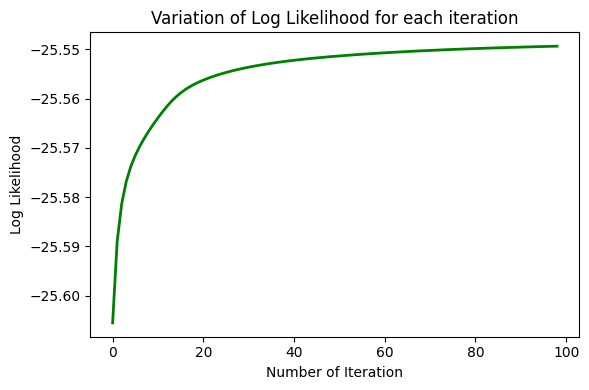 Variation of Log Likelihood for each iteration
Log Likelihood
−25.55
−25.56
−25.57
−25.58
−25.59
−25.60
0 20 40 60 80 100
Number of Iteration